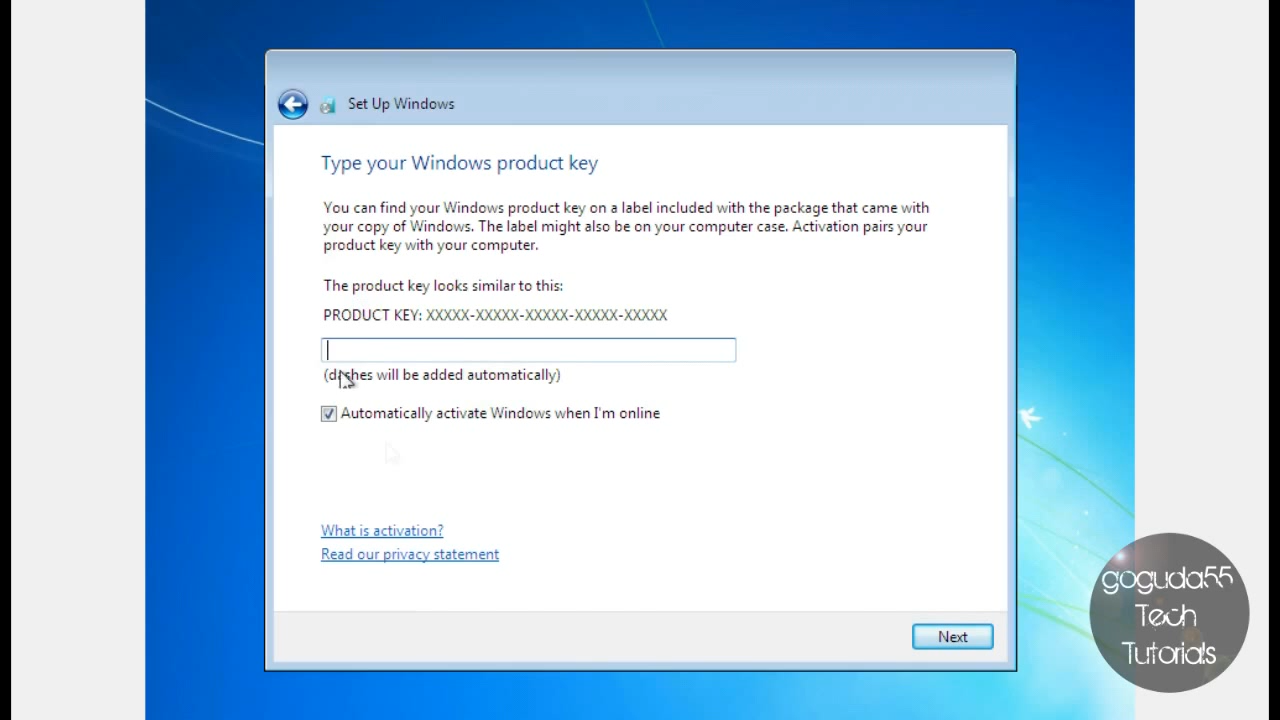 Set Up Windows
Type your Windows product key
You can find your Windows product key on a label included with the package that came with
your copy of Windows. The label might also be on your computer case. Activation pairs your
product key with your computer.
The product key looks similar to this:
PRODUCT KEY: XXXXX-XXXXX-XXXXX-XXXXX-XXXXX
(dashes will be added automatically)
Automatically activate Windows when I'm online
What is activation?
Read our privacy statement
Next
goguda55
Tech
Tutorials